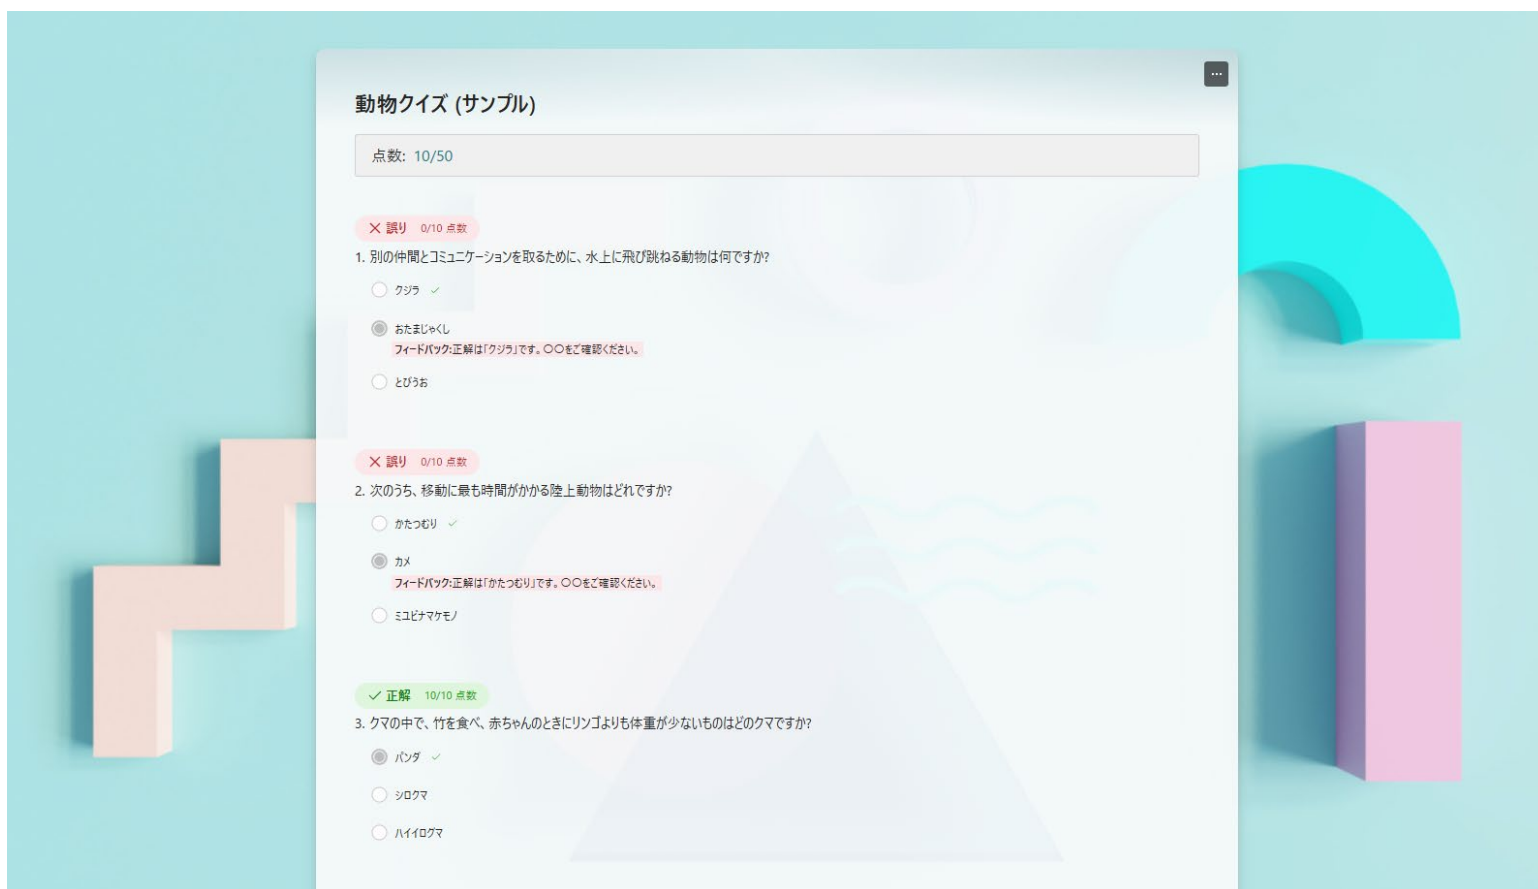 動物クイズ (サンプル)
点数: 10/50
誤り 0/10 点数
1. 別の仲間とコミュニケーションを取るために、水上に飛び跳ねる動物は何ですか?
クジラ
おたまじゃくし
フィードバック:正解は「クジラ」です。〇〇をご確認ください。
とびうお
誤り 0/10 点数
2. 次のうち、移動に最も時間がかかる陸上動物はどれですか?
かたつむり
カメ
フィードバック:正解は「かたつむり」です。〇〇をご確認ください。
ミユビナマケモノ
正解 10/10 点数
3. クマの中で、竹を食べ、赤ちゃんのときにリンゴよりも体重が少ないものはどのクマですか?
パンダ
シロクマ
ハイイログマ